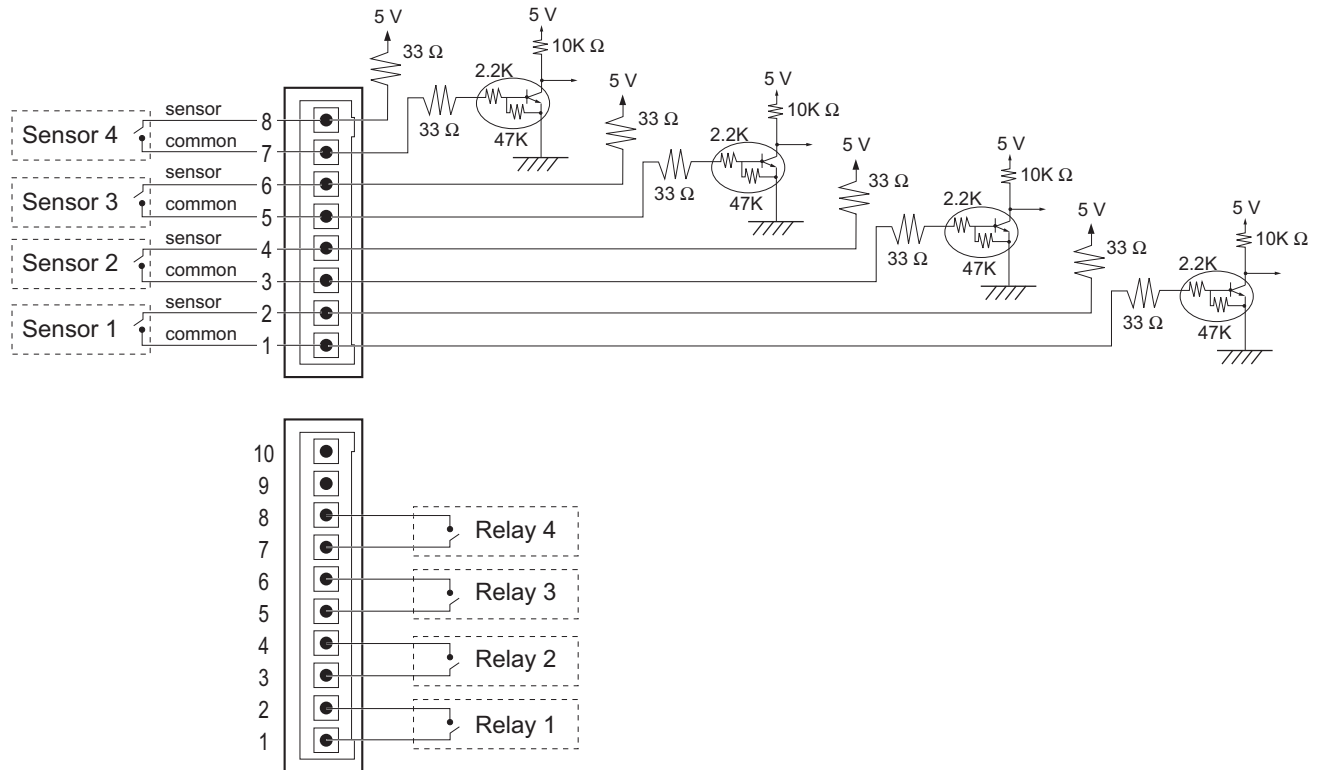 5 V
33 Ω
5 V
10K Ω
2.2K
33 Ω
47K
5 V
33 Ω
5 V
10K Ω
2.2K
33 Ω
47K
5 V
33 Ω
5 V
10K Ω
2.2K
33 Ω
47K
5 V
33 Ω
5 V
10K Ω
2.2K
33 Ω
47K
Sensor 4
sensor 8
common 7
Sensor 3
sensor 6
common 5
Sensor 2
sensor 4
common 3
Sensor 1
sensor 2
common 1
10
9
8
7
Relay 4
6
5
Relay 3
4
3
Relay 2
2
1
Relay 1